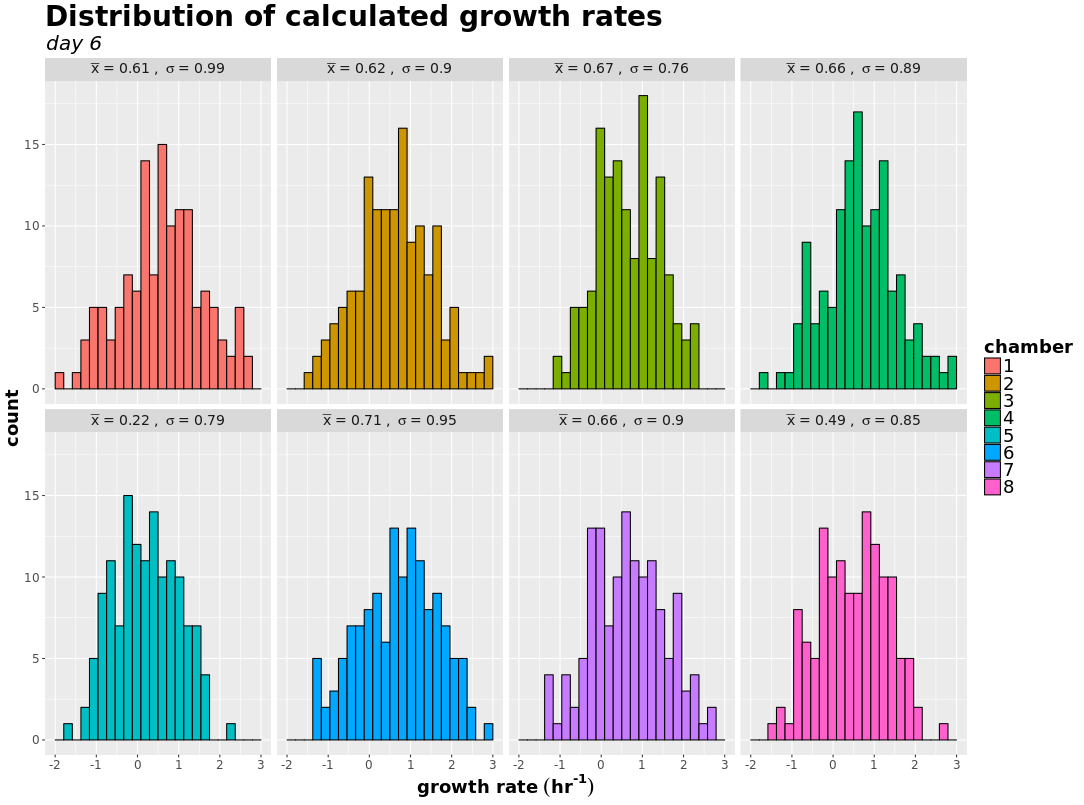 Distribution of calculated growth rates
day 6
x̅ = 0.61 , σ = 0.99
x̅ = 0.62 , σ = 0.9
x̅ = 0.67 , σ = 0.76
x̅ = 0.66 , σ = 0.89
15
10
5
0
x̅ = 0.22 , σ = 0.79
x̅ = 0.71 , σ = 0.95
x̅ = 0.66 , σ = 0.9
x̅ = 0.49 , σ = 0.85
15
10
5
0
-2 -1 0 1 2 3
-2 -1 0 1 2 3
-2 -1 0 1 2 3
-2 -1 0 1 2 3
count
growth rate (hr⁻¹)
chamber
1
2
3
4
5
6
7
8